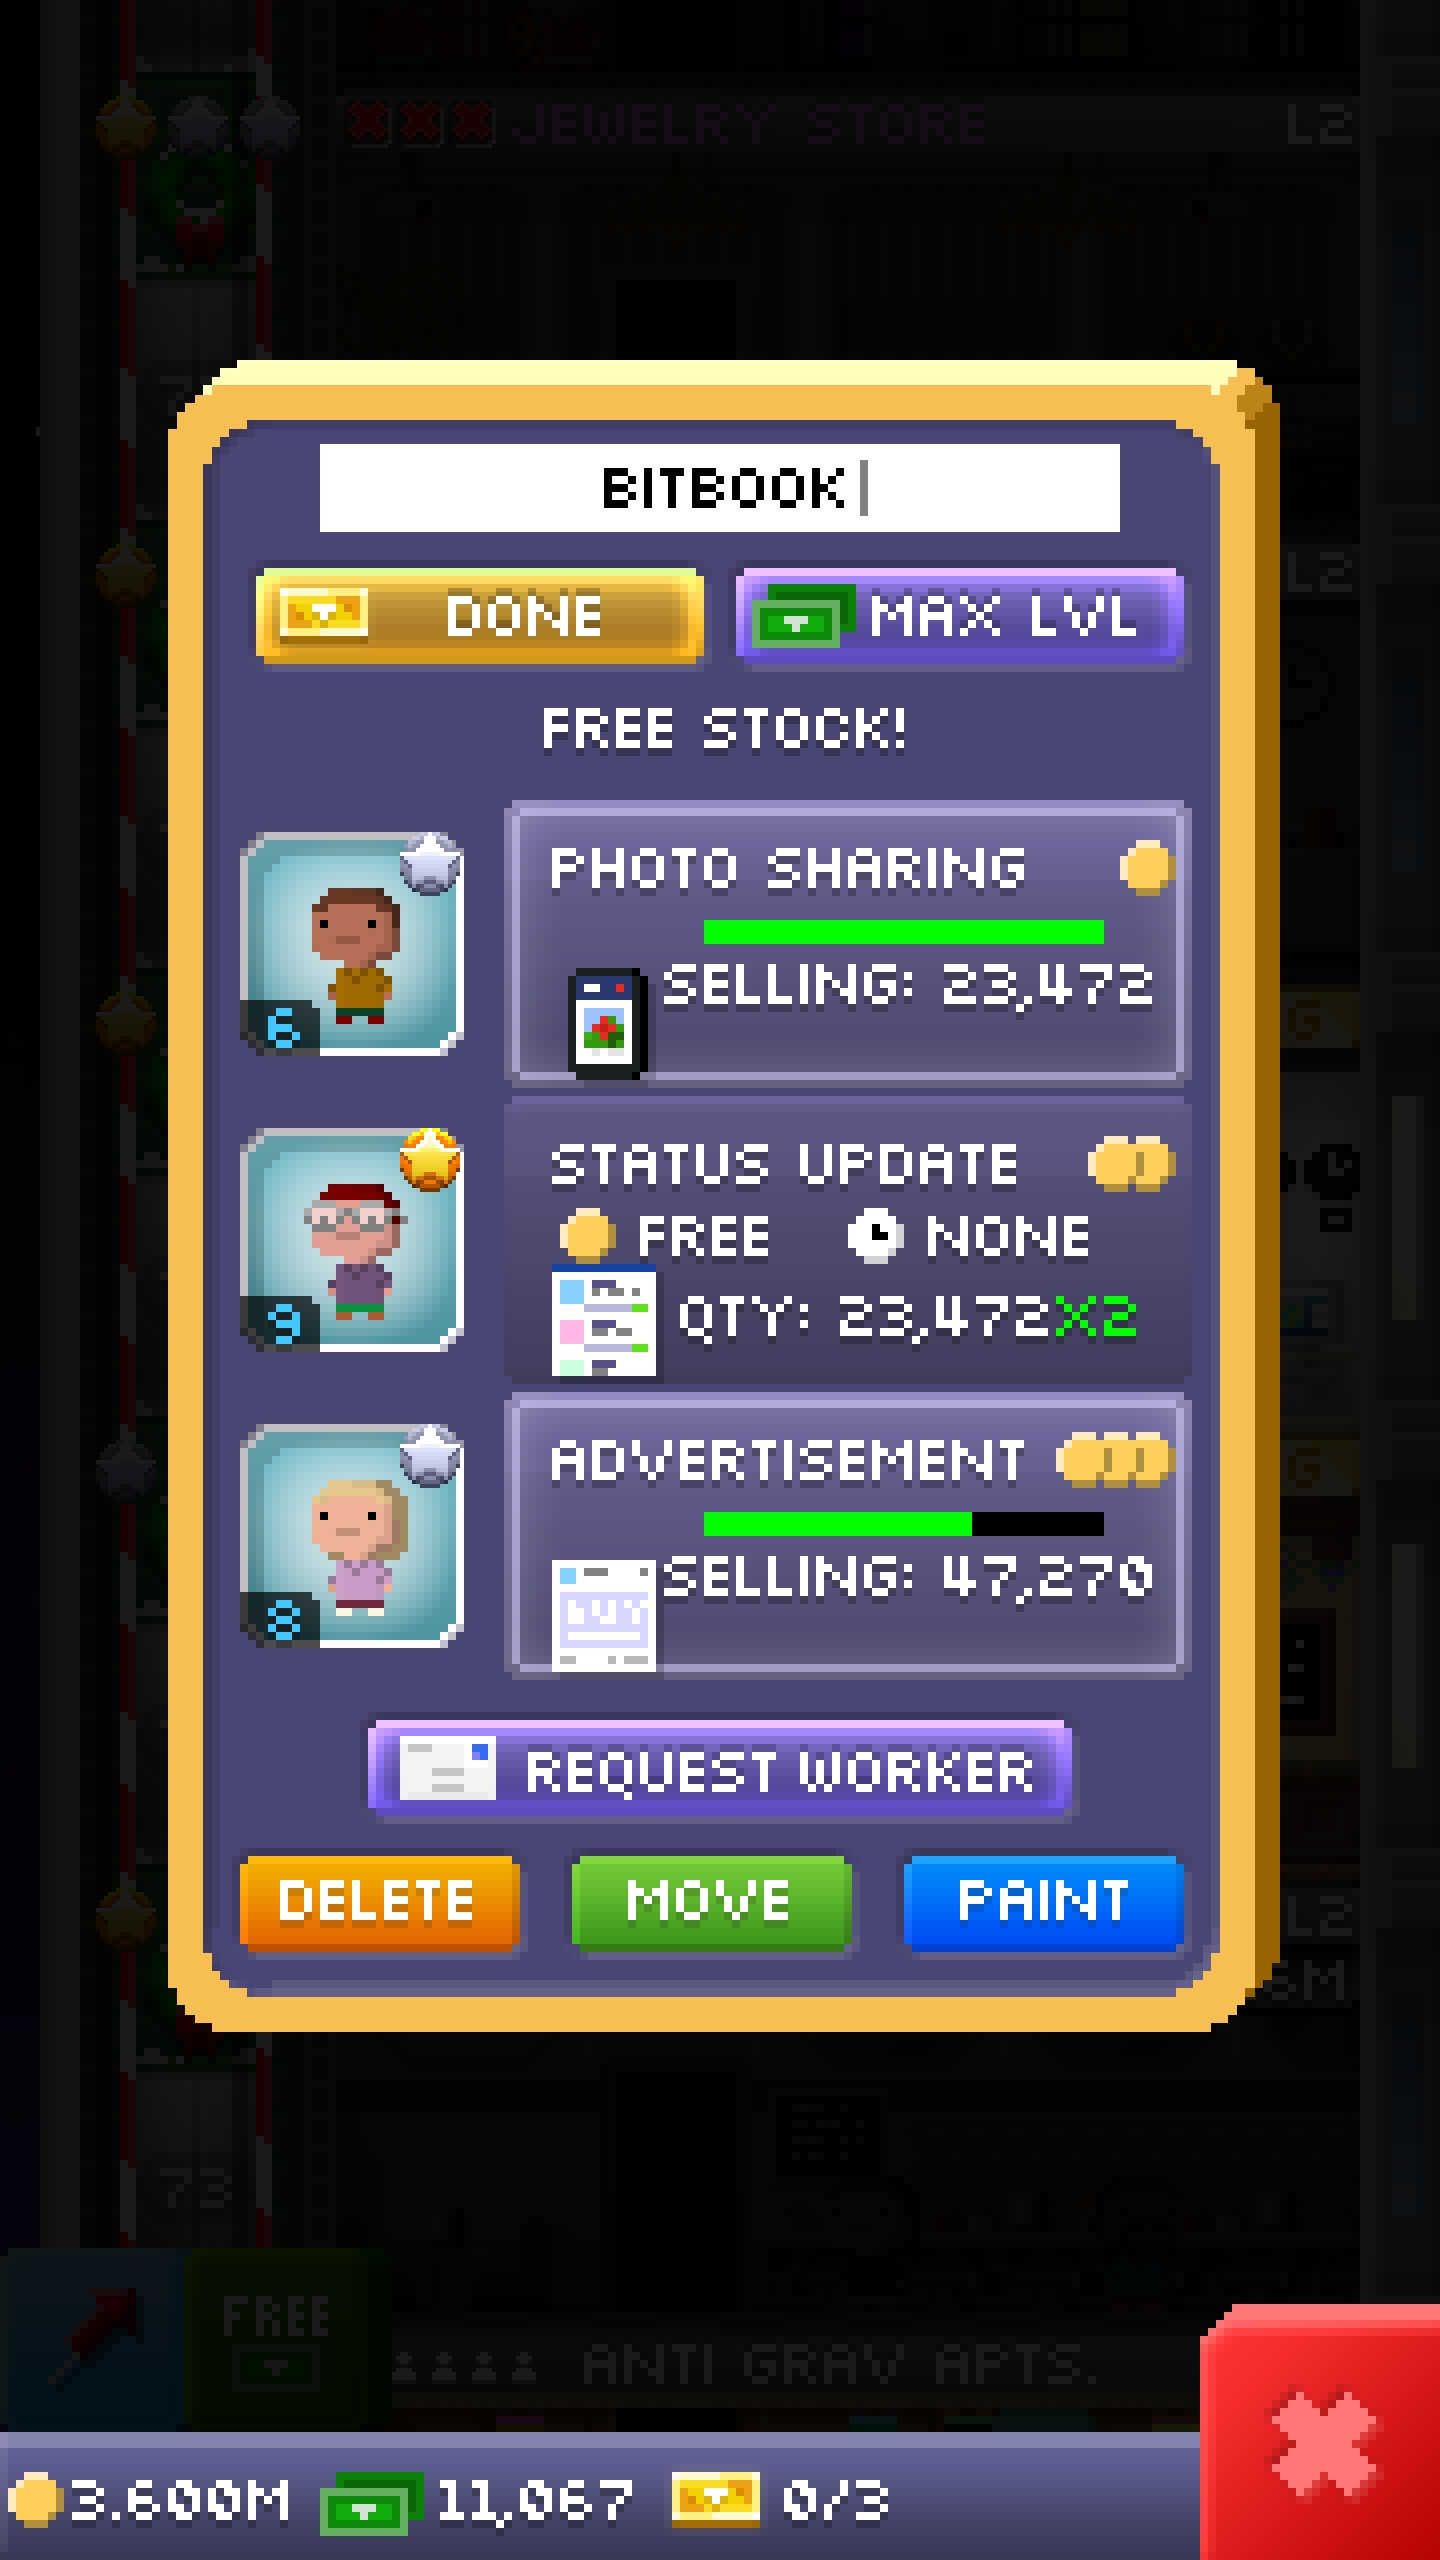 JEWELRY STORE L2
BITBOOK
DONE MAX LVL
FREE STOCK!
PHOTO SHARING
SELLING: 23,472
6
STATUS UPDATE
FREE NONE
QTY: 23,472X2
9
ADVERTISEMENT
SELLING: 47,270
8
REQUEST WORKER
DELETE MOVE PAINT
73
FREE
ANTI GRAV APTS.
3.600M 11,067 0/3